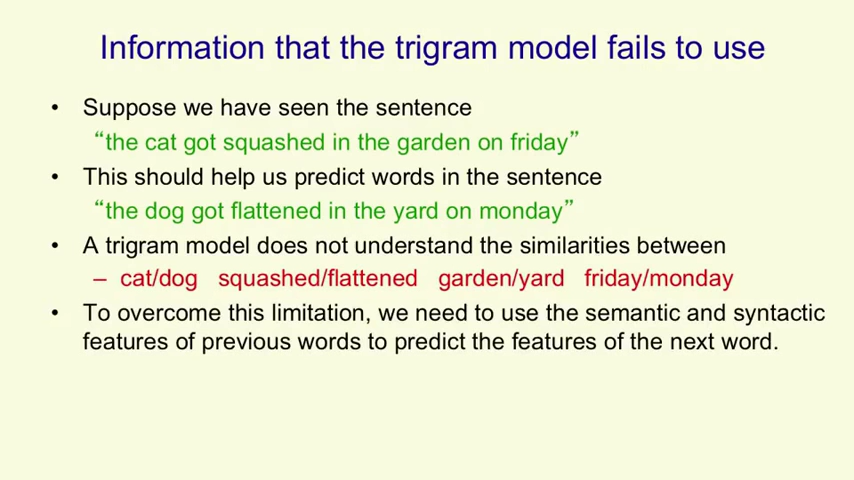 Information that the trigram model fails to use
• Suppose we have seen the sentence
“the cat got squashed in the garden on friday”
• This should help us predict words in the sentence
“the dog got flattened in the yard on monday”
• A trigram model does not understand the similarities between
– cat/dog squashed/flattened garden/yard friday/monday
• To overcome this limitation, we need to use the semantic and syntactic
features of previous words to predict the features of the next word.